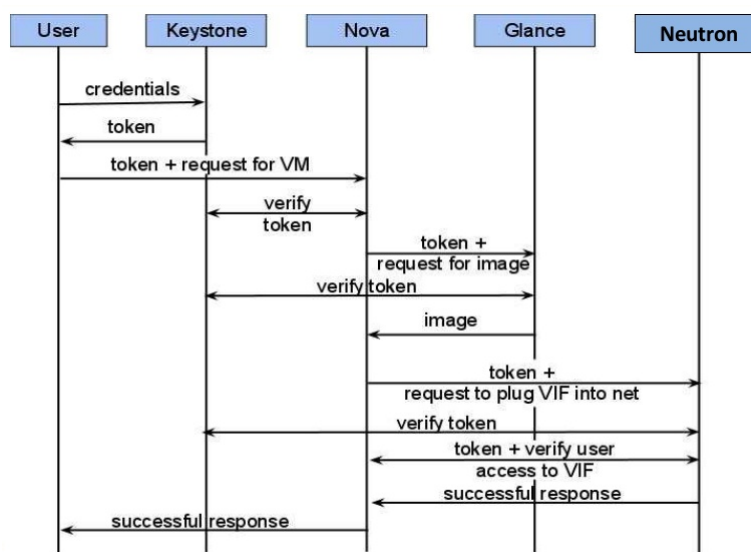 User Keystone Nova Glance Neutron
credentials
token
token + request for VM
verify
token
token +
request for image
verify token
image
token +
request to plug VIF into net
verify token
token + verify user
access to VIF
successful response
successful response